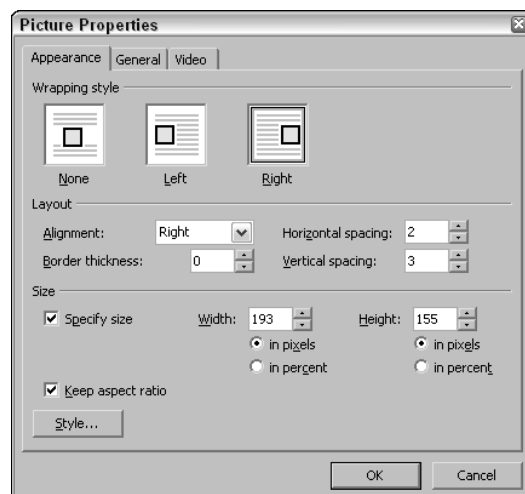 Picture Properties
Appearance General Video
Wrapping style
None Left Right
Layout
Alignment: Right Horizontal spacing: 2
Border thickness: 0 Vertical spacing: 3
Size
Specify size Width: 193 Height: 155
in pixels in pixels
in percent in percent
Keep aspect ratio
Style...
OK Cancel